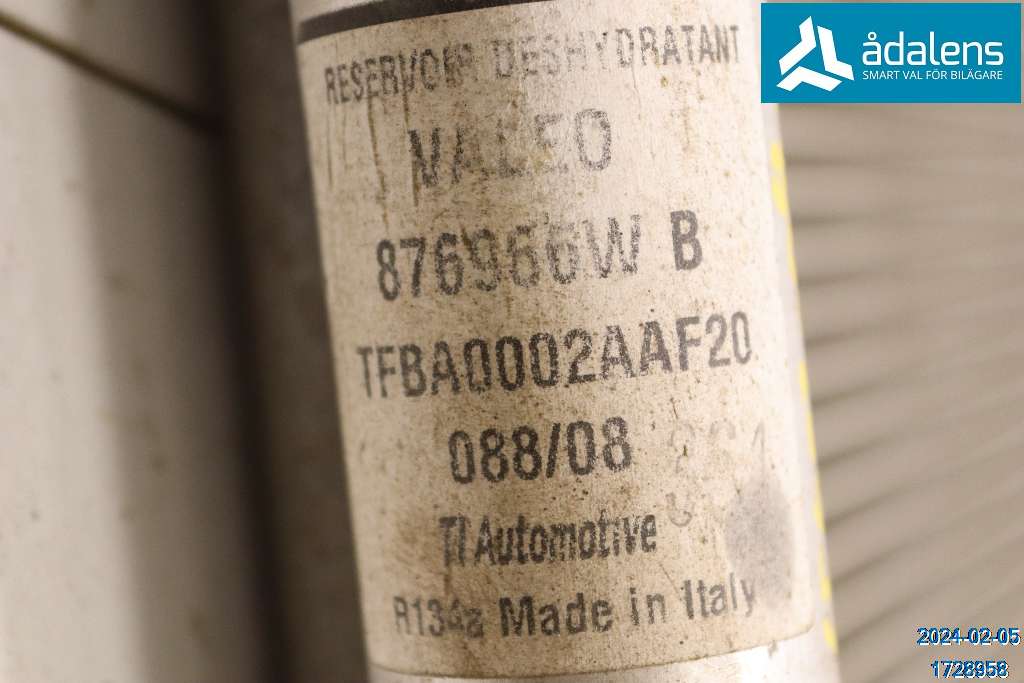 RESERVOIR DESHYDRATANT
VALEO
876966W B
TFBA0002AAF20
088/08
TI Automotive
R134a Made in Italy
ådalens
SMART VAL FÖR BILÄGARE
2024-02-05
1728958